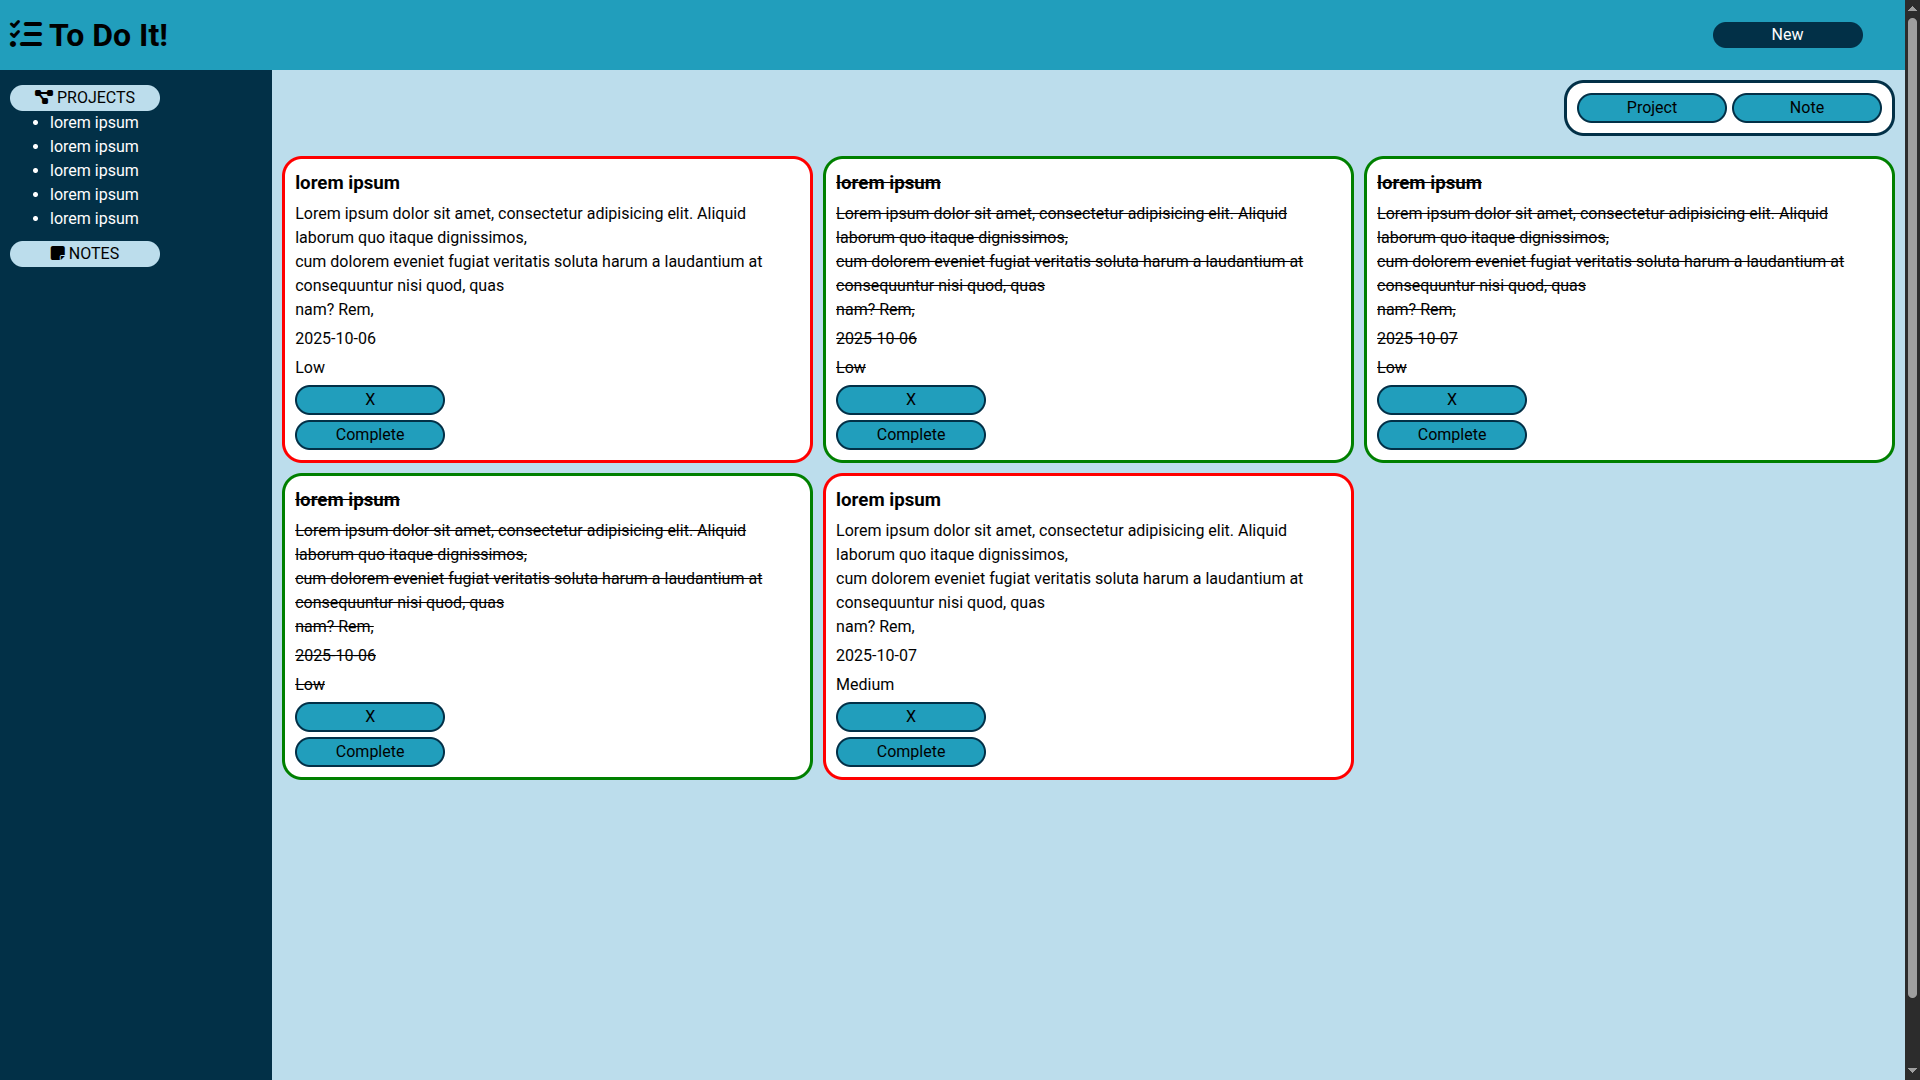 To Do It!
New
PROJECTS
lorem ipsum
lorem ipsum
lorem ipsum
lorem ipsum
lorem ipsum
NOTES
Project Note
lorem ipsum
Lorem ipsum dolor sit amet, consectetur adipisicing elit. Aliquid
laborum quo itaque dignissimos,
cum dolorem eveniet fugiat veritatis soluta harum a laudantium at
consequuntur nisi quod, quas
nam? Rem,
2025-10-06
Low
X
Complete
lorem ipsum
Lorem ipsum dolor sit amet, consectetur adipisicing elit. Aliquid
laborum quo itaque dignissimos,
cum dolorem eveniet fugiat veritatis soluta harum a laudantium at
consequuntur nisi quod, quas
nam? Rem,
2025-10-06
Low
X
Complete
lorem ipsum
Lorem ipsum dolor sit amet, consectetur adipisicing elit. Aliquid
laborum quo itaque dignissimos,
cum dolorem eveniet fugiat veritatis soluta harum a laudantium at
consequuntur nisi quod, quas
nam? Rem,
2025-10-07
Low
X
Complete
lorem ipsum
Lorem ipsum dolor sit amet, consectetur adipisicing elit. Aliquid
laborum quo itaque dignissimos,
cum dolorem eveniet fugiat veritatis soluta harum a laudantium at
consequuntur nisi quod, quas
nam? Rem,
2025-10-06
Low
X
Complete
lorem ipsum
Lorem ipsum dolor sit amet, consectetur adipisicing elit. Aliquid
laborum quo itaque dignissimos,
cum dolorem eveniet fugiat veritatis soluta harum a laudantium at
consequuntur nisi quod, quas
nam? Rem,
2025-10-07
Medium
X
Complete